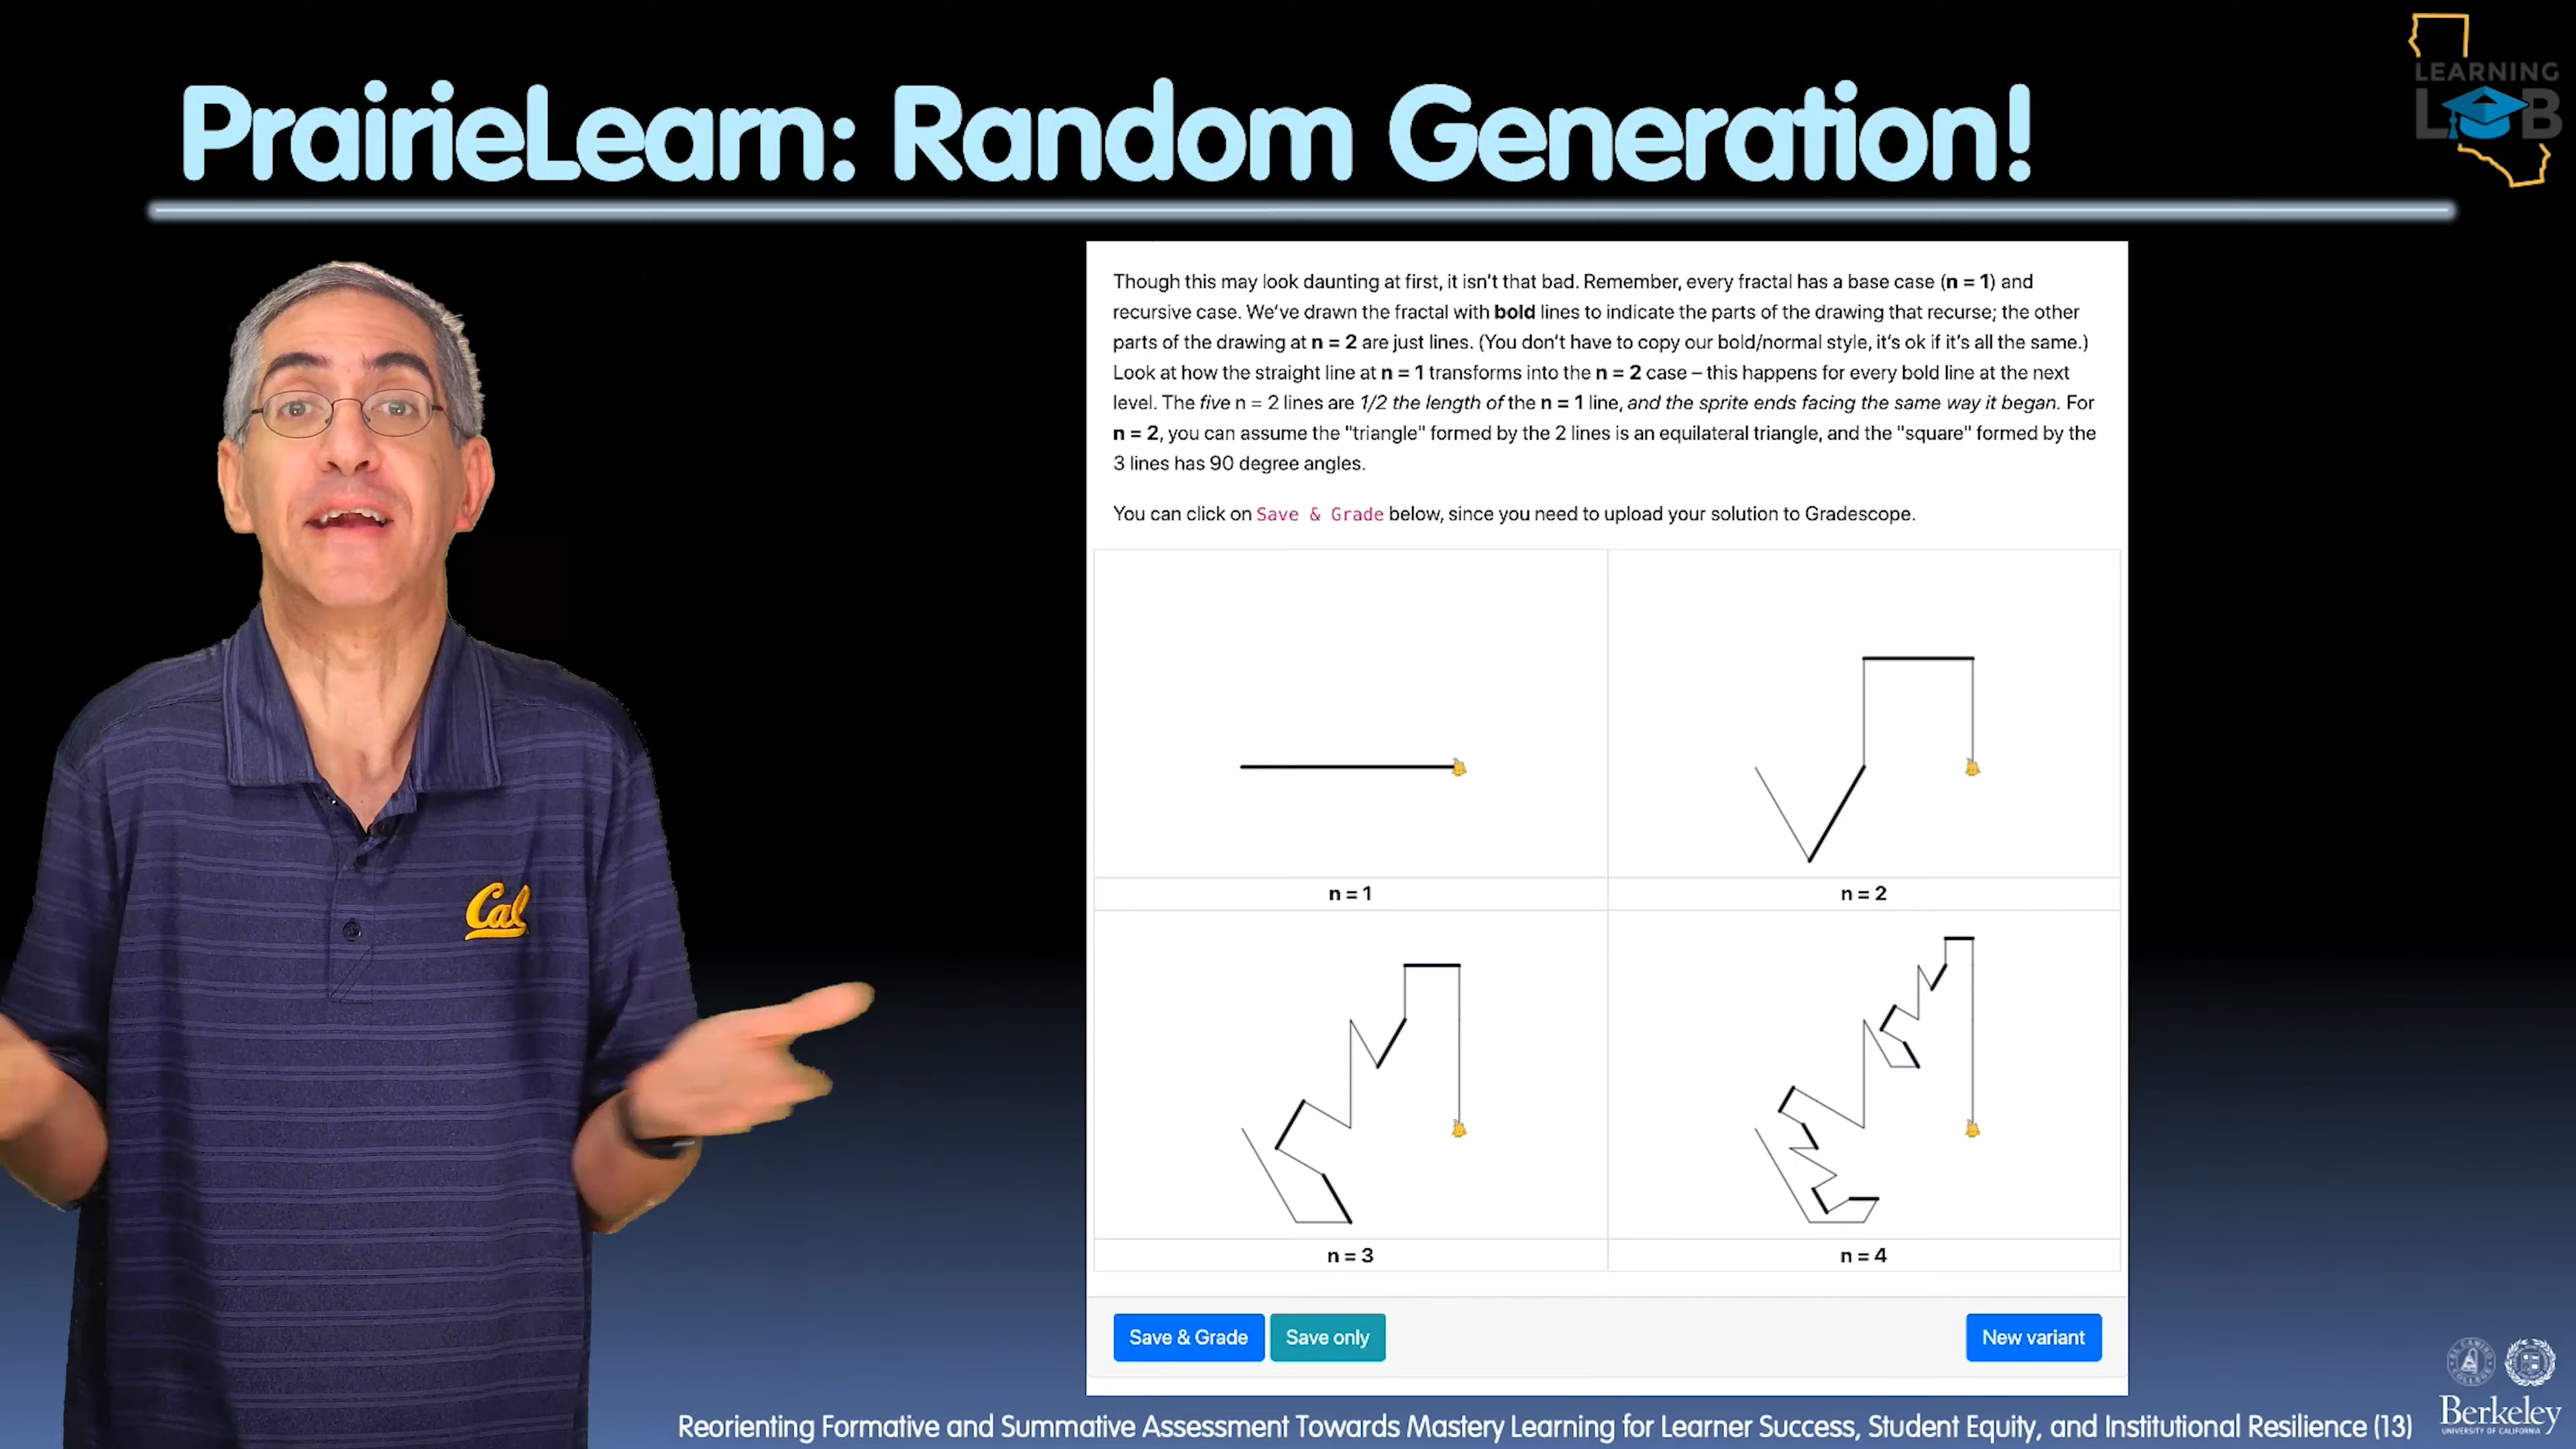 PrairieLearn: Random Generation!
LEARNING
LAB
Though this may look daunting at first, it isn't that bad. Remember, every fractal has a base case (n = 1) and
recursive case. We've drawn the fractal with bold lines to indicate the parts of the drawing that recurse; the other
parts of the drawing at n = 2 are just lines. (You don't have to copy our bold/normal style, it's ok if it's all the same.)
Look at how the straight line at n = 1 transforms into the n = 2 case – this happens for every bold line at the next
level. The five n = 2 lines are 1/2 the length of the n = 1 line, and the sprite ends facing the same way it began. For
n = 2, you can assume the "triangle" formed by the 2 lines is an equilateral triangle, and the "square" formed by the
3 lines has 90 degree angles.
You can click on Save & Grade below, since you need to upload your solution to Gradescope.
Cal
n = 1
n = 2
n = 3
n = 4
Save & Grade
Save only
New variant
Reorienting Formative and Summative Assessment Towards Mastery Learning for Learner Success, Student Equity, and Institutional Resilience (13)
Berkeley
UNIVERSITY OF CALIFORNIA